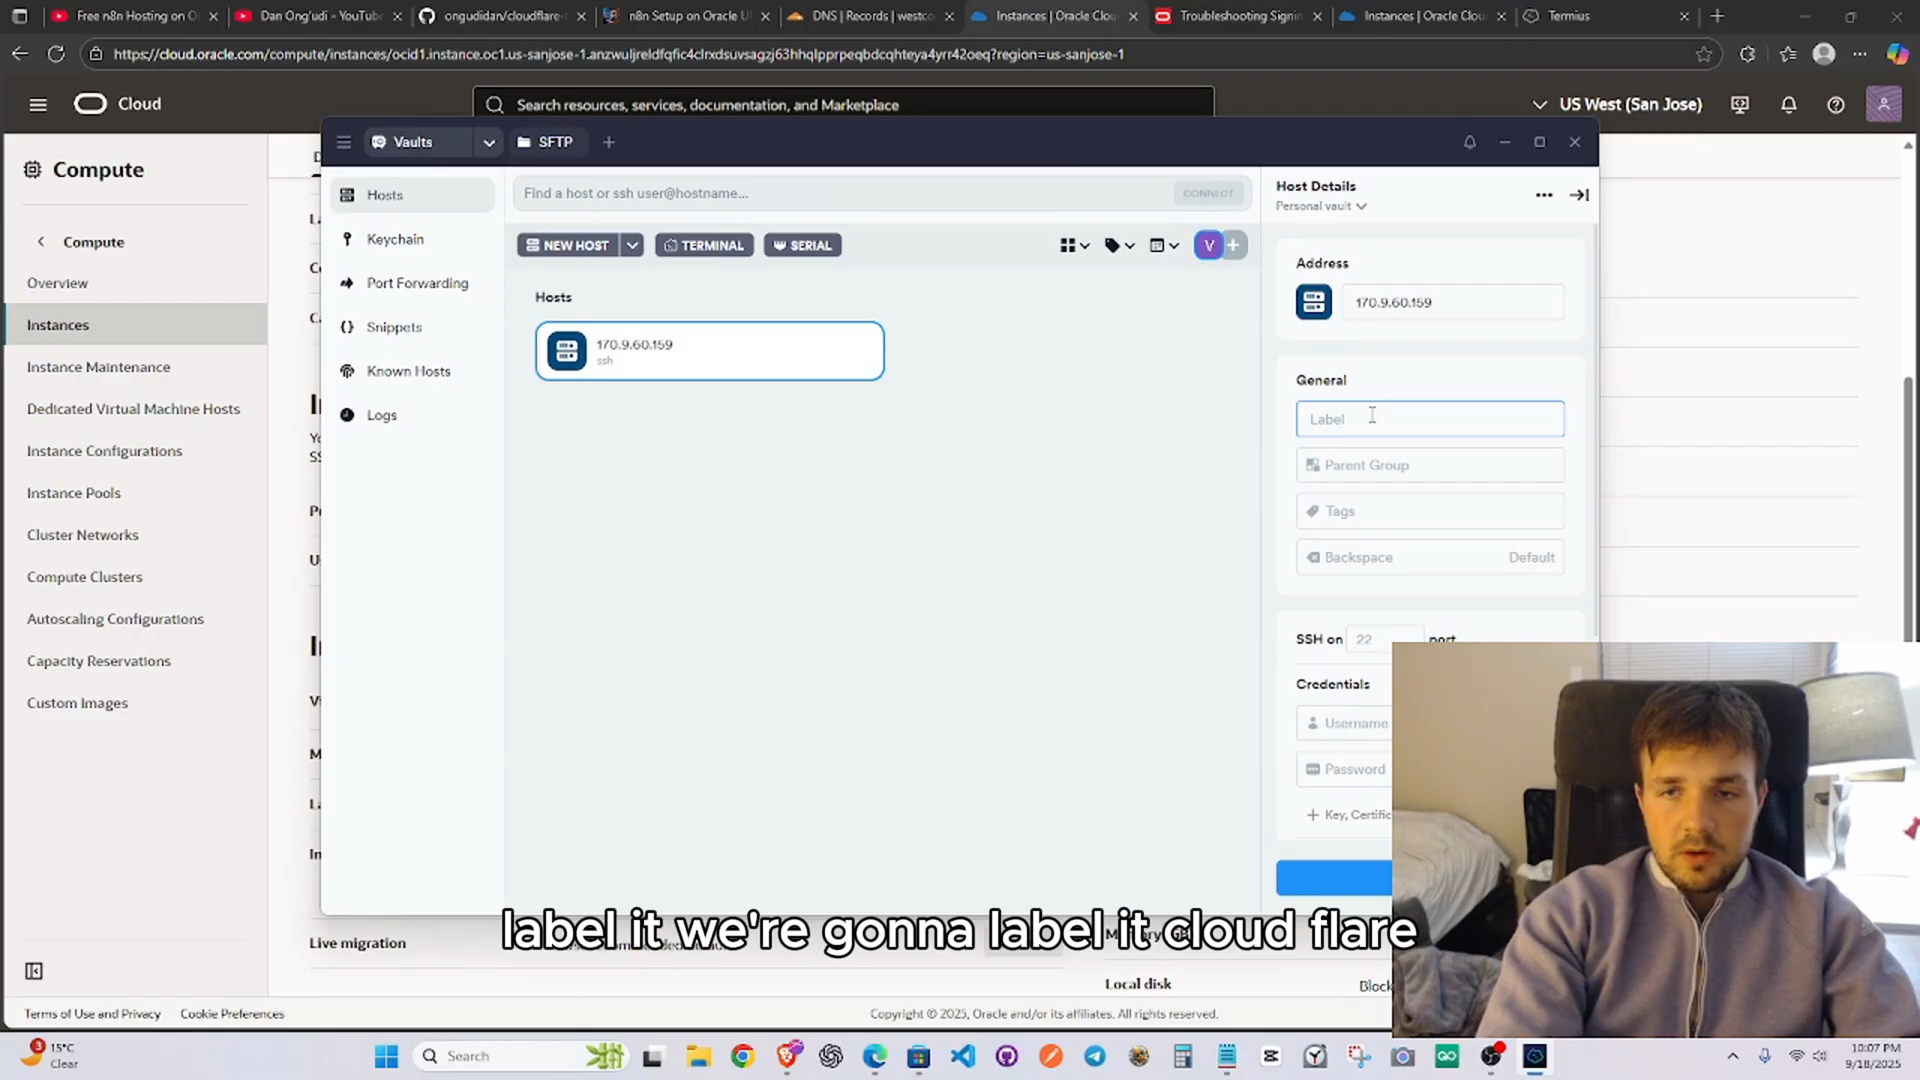 Free n8n Hosting on O
Dan Ong'udi - YouTube
ongudidan/cloudflare-
n8n Setup on Oracle U
DNS | Records | westco
Instances | Oracle Clou
Troubleshooting Signin
Instances | Oracle Clou
Termius
https://cloud.oracle.com/compute/instances/ocid1.instance.oc1.us-sanjose-1.anzwuljreldfqfic4clrxdsuvsagzj63hhqlpprpeqbdcqhteya4yrr42oeq?region=us-sanjose-1
Cloud
Search resources, services, documentation, and Marketplace
US West (San Jose)
Compute
Compute
Overview
Instances
Instance Maintenance
Dedicated Virtual Machine Hosts
Instance Configurations
Instance Pools
Cluster Networks
Compute Clusters
Autoscaling Configurations
Capacity Reservations
Custom Images
Vaults
SFTP
Hosts
Keychain
Port Forwarding
Snippets
Known Hosts
Logs
Find a host or ssh user@hostname...
CONNECT
NEW HOST
TERMINAL
SERIAL
V
Hosts
170.9.60.159
ssh
Host Details
Personal vault
Address
170.9.60.159
General
Label
Parent Group
Tags
Backspace Default
SSH on 22 port
Credentials
Username
Password
Key, Certific
label it we're gonna label it cloud flare
Live migration
Local disk
Block
Terms of Use and Privacy
Cookie Preferences
Copyright © 2025, Oracle and/or its affiliates. All rights reserved.
3
15°C
Clear
Search
10:07 PM
9/18/2025